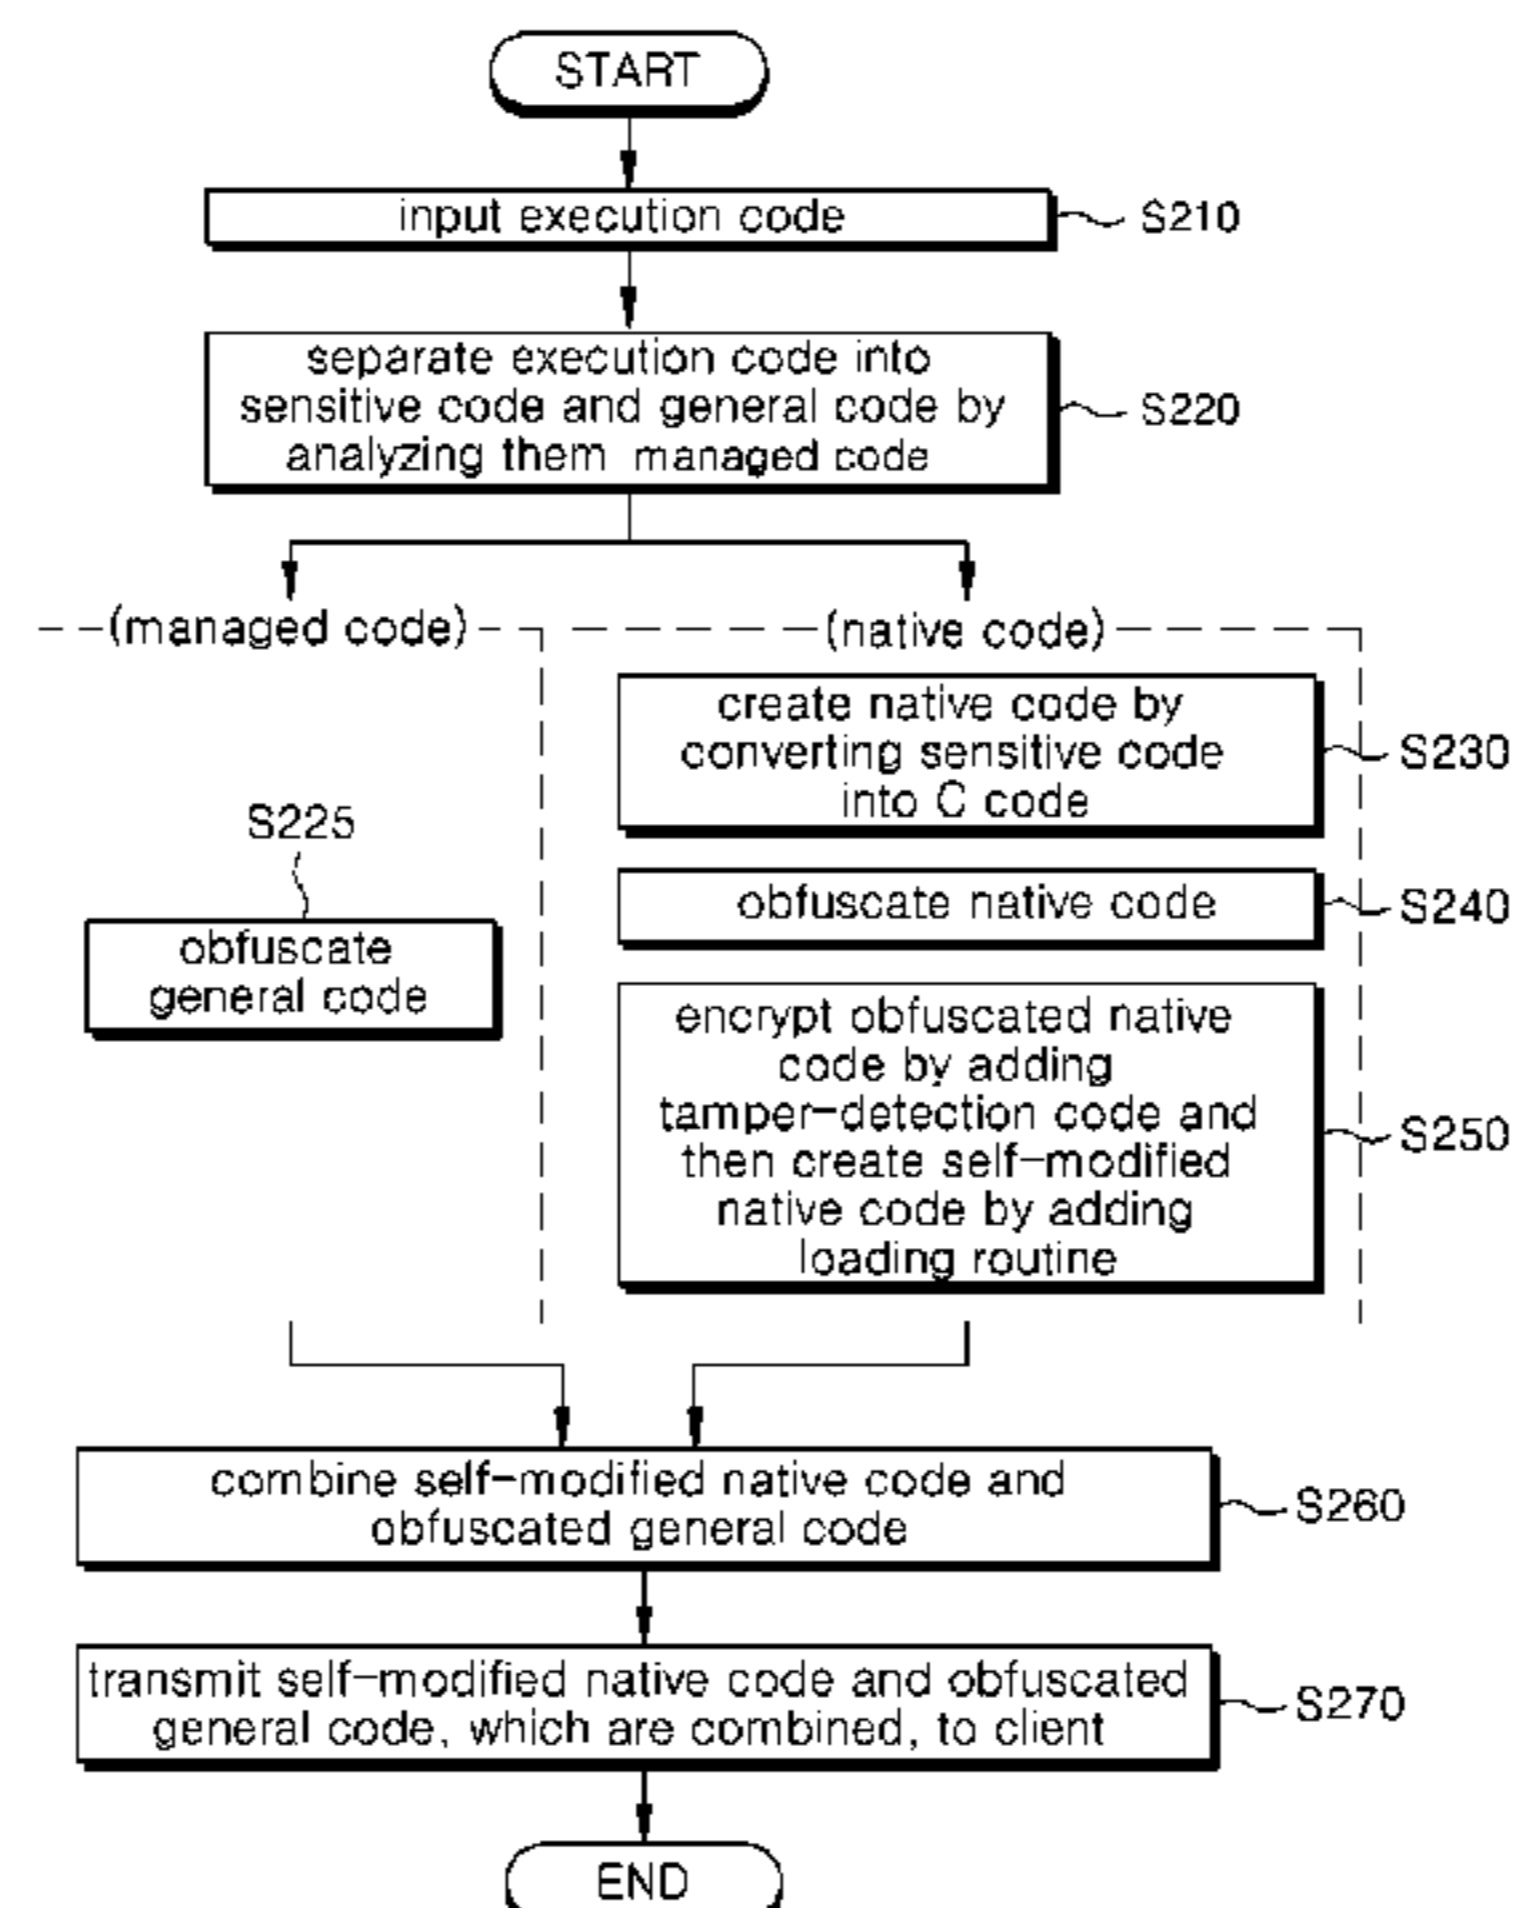 START
input execution code
S210
separate execution code into
sensitive code and general code by
analyzing them managed code
S220
(managed code)
(native code)
S225
obfuscate
general code
create native code by
converting sensitive code
into C code
S230
obfuscate native code
S240
encrypt obfuscated native
code by adding
tamper-detection code and
then create self-modified
native code by adding
loading routine
S250
combine self-modified native code and
obfuscated general code
S260
transmit self-modified native code and obfuscated
general code, which are combined, to client
S270
END